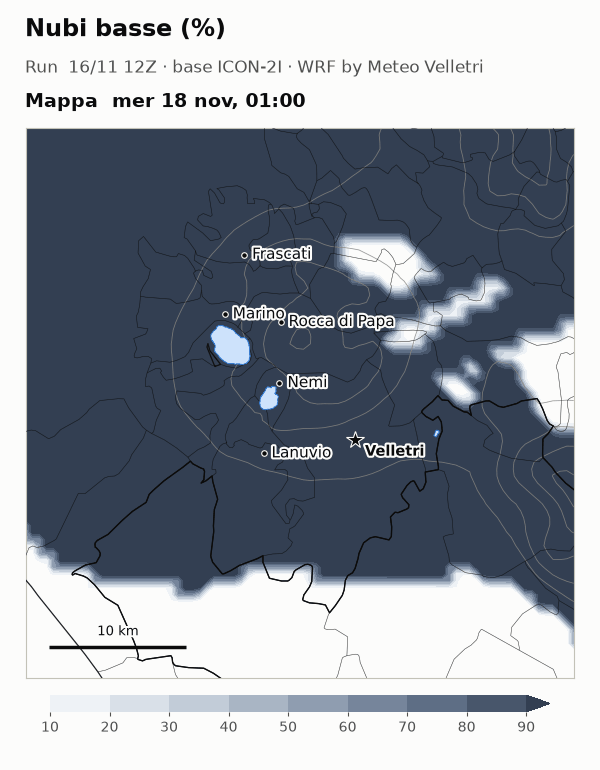 Nubi basse (%)
Run  16/11 12Z · base ICON-2I · WRF by Meteo Velletri
Mappa  mer 18 nov, 01:00
Frascati
Marino
Rocca di Papa
Nemi
Velletri
Lanuvio
10 km
10 20 30 40 50 60 70 80 90